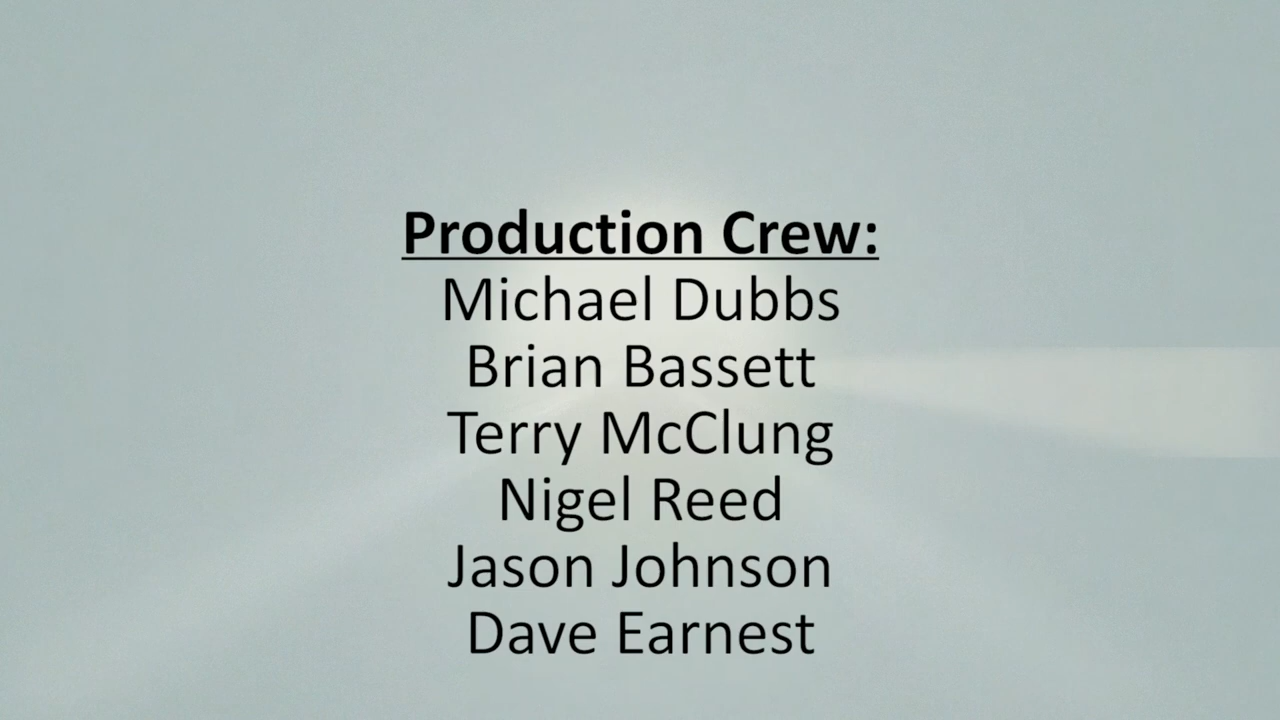 Production Crew:
Michael Dubbs
Brian Bassett
Terry McClung
Nigel Reed
Jason Johnson
Dave Earnest